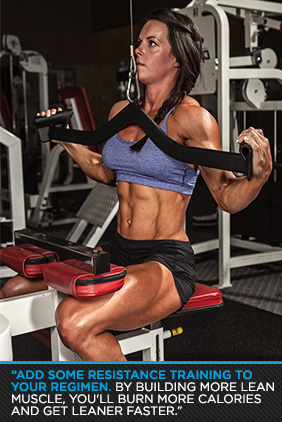 “ADD SOME RESISTANCE TRAINING TO
YOUR REGIMEN. BY BUILDING MORE LEAN
MUSCLE, YOU'LL BURN MORE CALORIES
AND GET LEANER FASTER.”